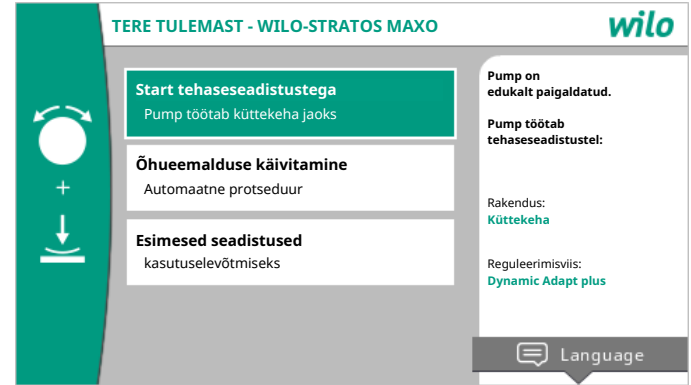 TERE TULEMAST - WILO-STRATOS MAXO
wilo
Start tehaseseadistustega
Pump töötab küttekeha jaoks
Õhueemalduse käivitamine
Automaatne protseduur
Esimesed seadistused
kasutuselevõtmiseks
+
Pump on
edukalt paigaldatud.
Pump töötab
tehaseseadistustel:
Rakendus:
Küttekeha
Reguleerimisviis:
Dynamic Adapt plus
Language